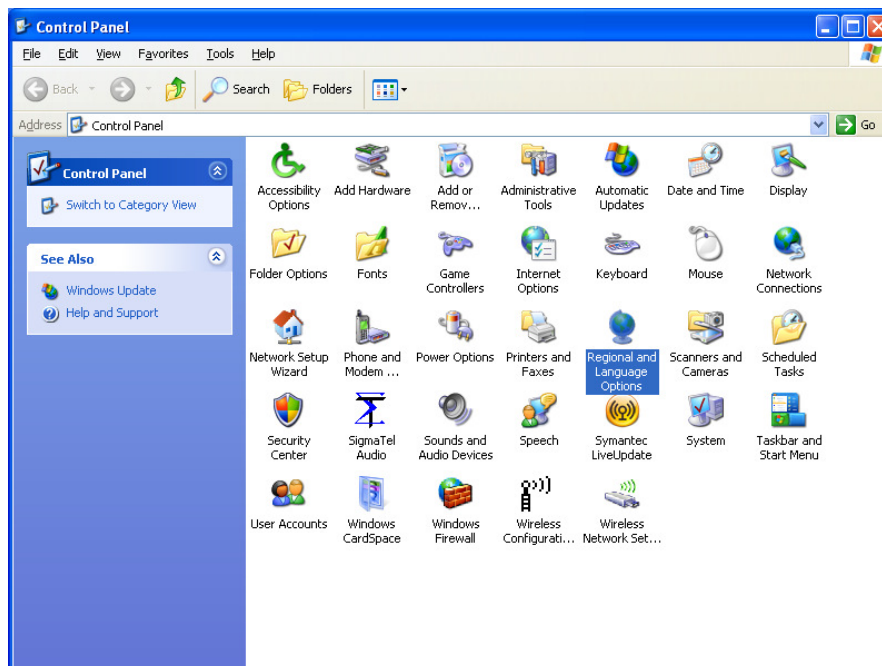 Control Panel
File Edit View Favorites Tools Help
Back Search Folders
Address Control Panel Go
Control Panel
Switch to Category View
See Also
Windows Update
Help and Support
Accessibility Options
Add Hardware
Add or Remov...
Administrative Tools
Automatic Updates
Date and Time
Display
Folder Options
Fonts
Game Controllers
Internet Options
Keyboard
Mouse
Network Connections
Network Setup Wizard
Phone and Modem ...
Power Options
Printers and Faxes
Regional and Language Options
Scanners and Cameras
Scheduled Tasks
Security Center
SigmaTel Audio
Sounds and Audio Devices
Speech
Symantec LiveUpdate
System
Taskbar and Start Menu
User Accounts
Windows CardSpace
Windows Firewall
Wireless Configurati...
Wireless Network Set...